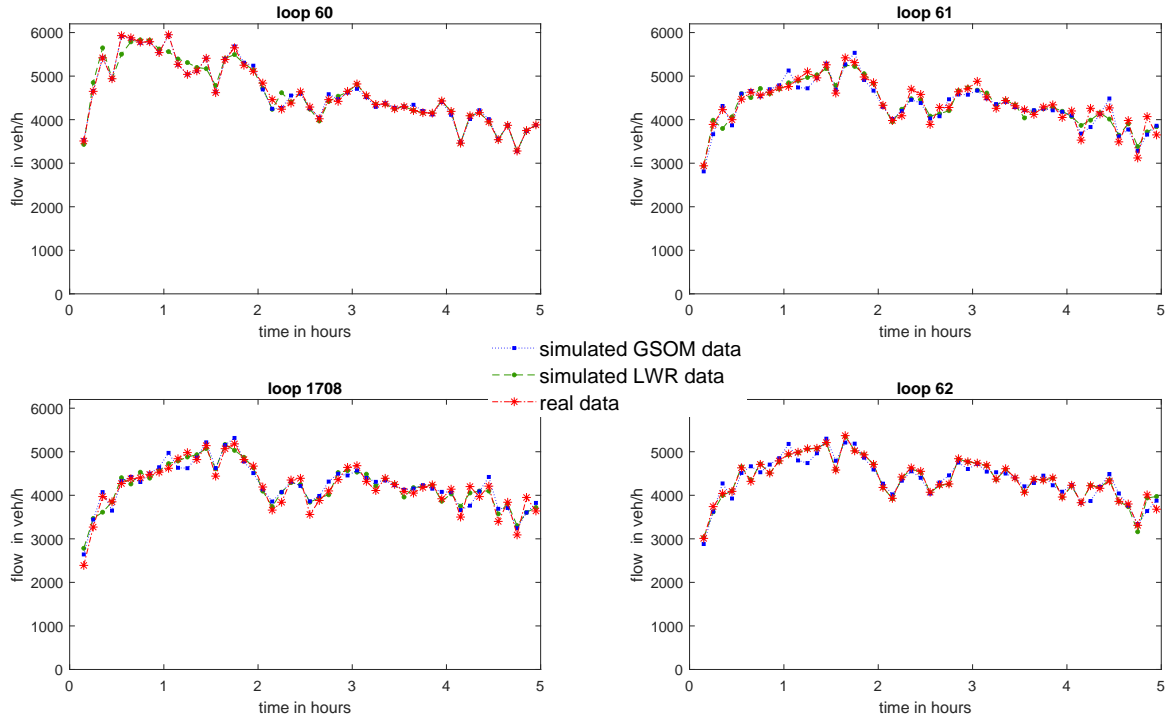 loop 60
6000
5000
4000
3000
2000
1000
0
flow in veh/h
0 1 2 3 4 5
time in hours
loop 61
6000
5000
4000
3000
2000
1000
0
flow in veh/h
0 1 2 3 4 5
time in hours
simulated GSOM data
simulated LWR data
real data
loop 1708
6000
5000
4000
3000
2000
1000
0
flow in veh/h
0 1 2 3 4 5
time in hours
loop 62
6000
5000
4000
3000
2000
1000
0
flow in veh/h
0 1 2 3 4 5
time in hours